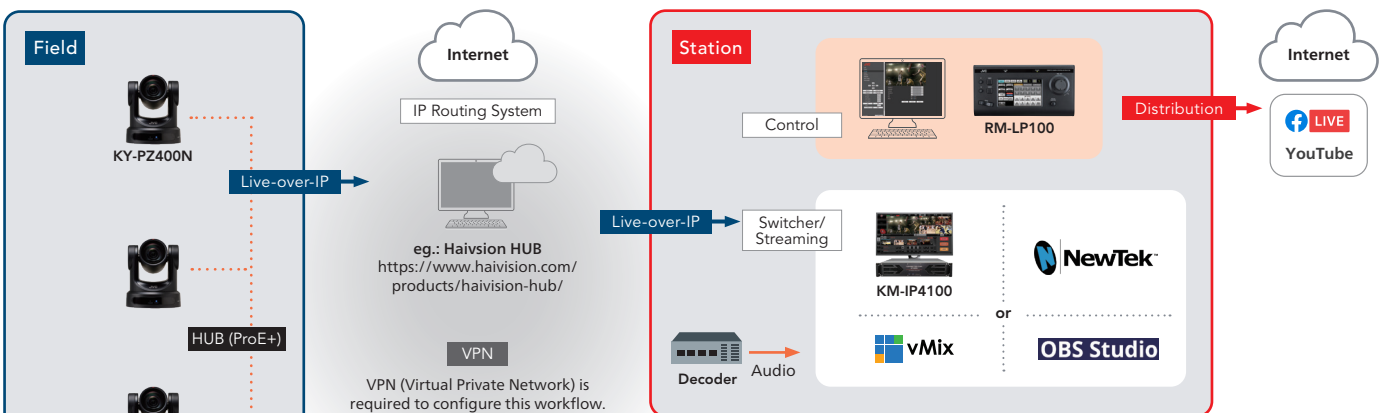 Field
KY-PZ400N
Live-over-IP
HUB (ProE+)
Internet
IP Routing System
eg.: Haivsion HUB
https://www.haivision.com/
products/haivision-hub/
VPN
VPN (Virtual Private Network) is
required to configure this workflow.
Live-over-IP
Station
Control
RM-LP100
Switcher/
Streaming
KM-IP4100
NewTek
or
vMix
OBS Studio
Decoder
Audio
Distribution
Internet
LIVE
YouTube